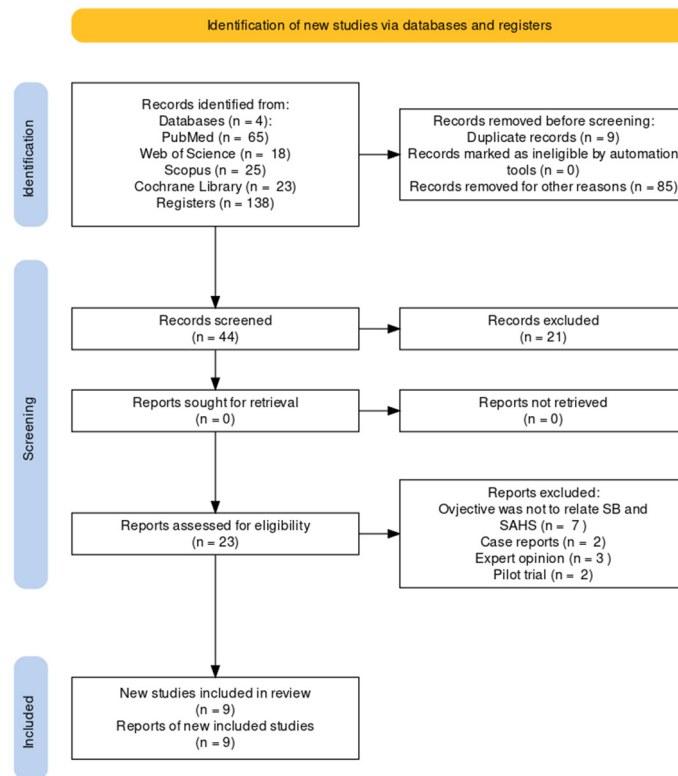 Identification of new studies via databases and registers
Identification
Records identified from:
Databases (n = 4):
PubMed (n = 65)
Web of Science (n = 18)
Scopus (n = 25)
Cochrane Library (n = 23)
Registers (n = 138)
Records removed before screening:
Duplicate records (n = 9)
Records marked as ineligible by automation
tools (n = 0)
Records removed for other reasons (n = 85)
Screening
Records screened
(n = 44)
Records excluded
(n = 21)
Reports sought for retrieval
(n = 0)
Reports not retrieved
(n = 0)
Reports assessed for eligibility
(n = 23)
Reports excluded:
Ovjective was not to relate SB and
SAHS (n = 7 )
Case reports (n = 2)
Expert opinion (n = 3 )
Pilot trial (n = 2)
Included
New studies included in review
(n = 9)
Reports of new included studies
(n = 9)